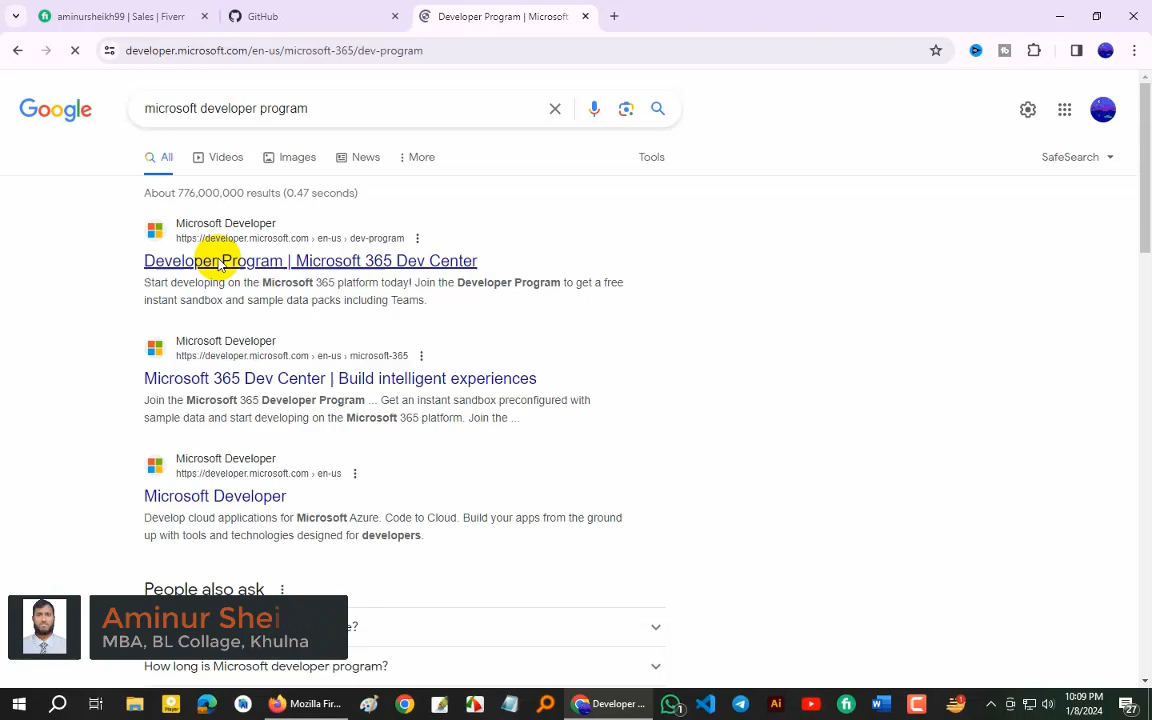 aminursheikh99 | Sales | Fiverr
GitHub
Developer Program | Microsoft
developer.microsoft.com/en-us/microsoft-365/dev-program
Google
microsoft developer program
All
Videos
Images
News
More
Tools
SafeSearch
About 776,000,000 results (0.47 seconds)
Microsoft Developer
https://developer.microsoft.com › en-us › dev-program
Developer Program | Microsoft 365 Dev Center
Start developing on the Microsoft 365 platform today! Join the Developer Program to get a free
instant sandbox and sample data packs including Teams.
Microsoft Developer
https://developer.microsoft.com › en-us › microsoft-365
Microsoft 365 Dev Center | Build intelligent experiences
Join the Microsoft 365 Developer Program ... Get an instant sandbox preconfigured with
sample data and start developing on the Microsoft 365 platform. Join the ...
Microsoft Developer
https://developer.microsoft.com › en-us
Microsoft Developer
Develop cloud applications for Microsoft Azure. Code to Cloud. Build your apps from the ground
up with tools and technologies designed for developers.
People also ask
Aminur Shei
MBA, BL Collage, Khulna
e?
How long is Microsoft developer program?
Mozilla Fir...
Developer ...
1
Ai
10:09 PM
1/8/2024
27